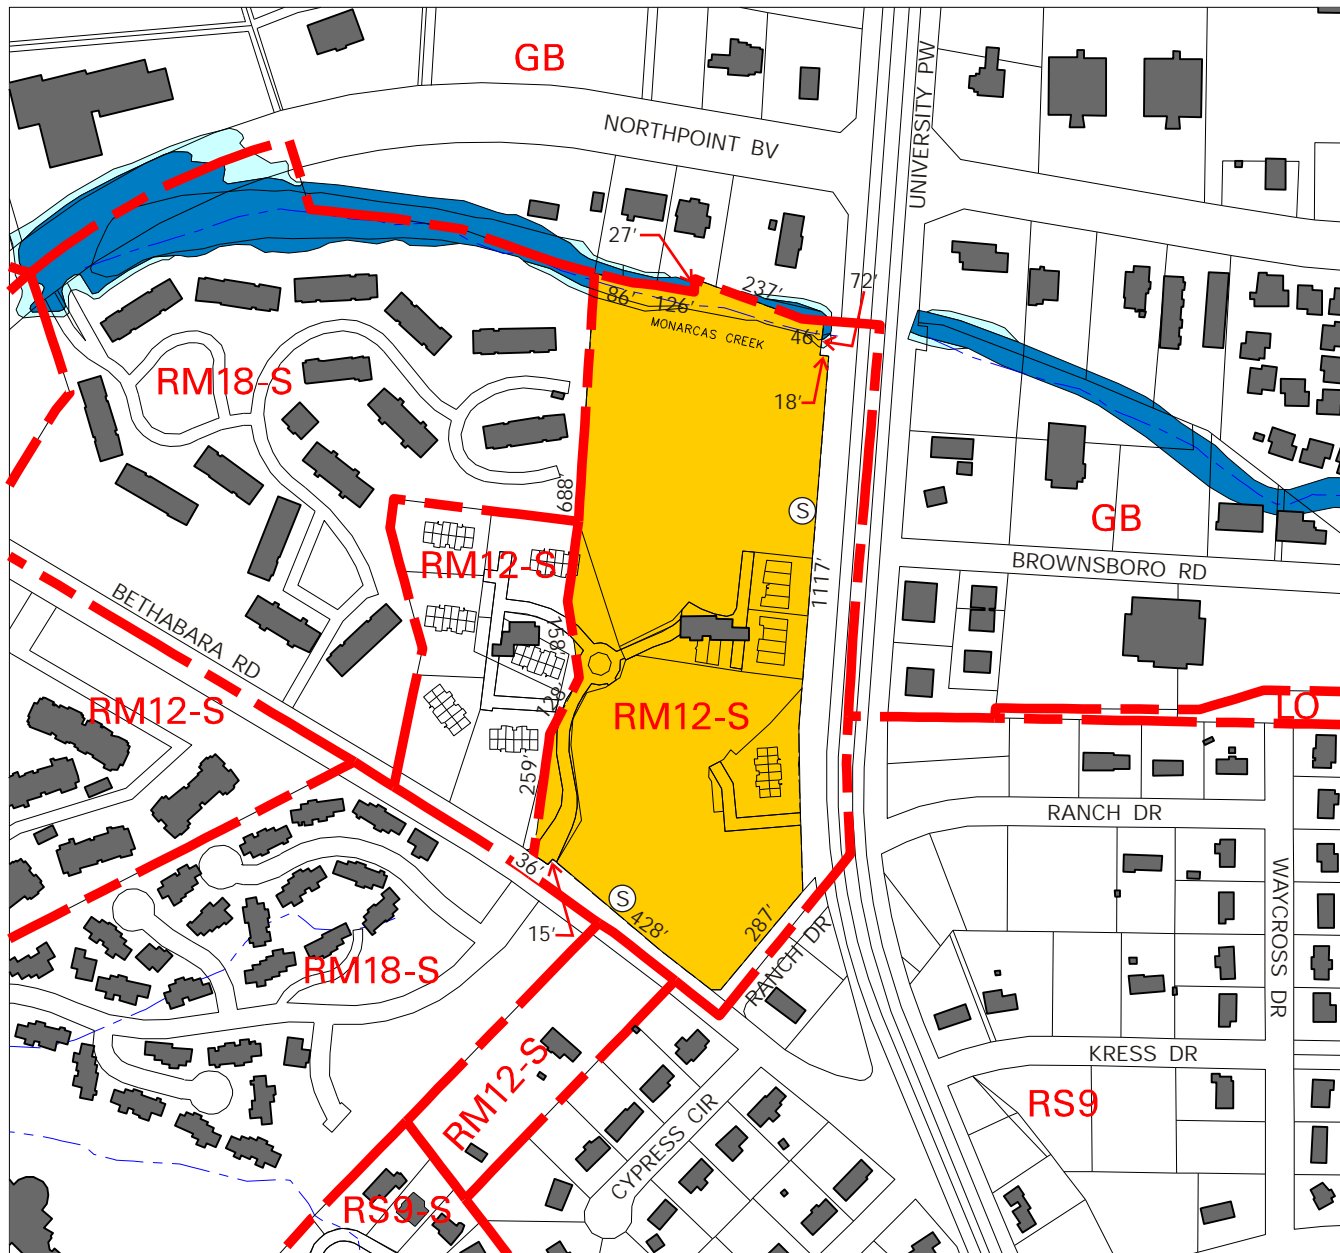 GB
NORTHPOINT BV
UNIVERSITY PW
27'
72'
237'
86'
126'
46'
MONARCAS CREEK
RM18-S
18'
688'
S
GB
RM12-S
BROWNSBORO RD
1117'
BETHABARA RD
158'
128'
RM12-S
RM12-S
LO
259'
RANCH DR
36'
S
428'
287'
15'
RANCH DR
WAYCROSS DR
RM18-S
RM12-S
KRESS DR
RS9
CYPRESS CIR
RS9-S